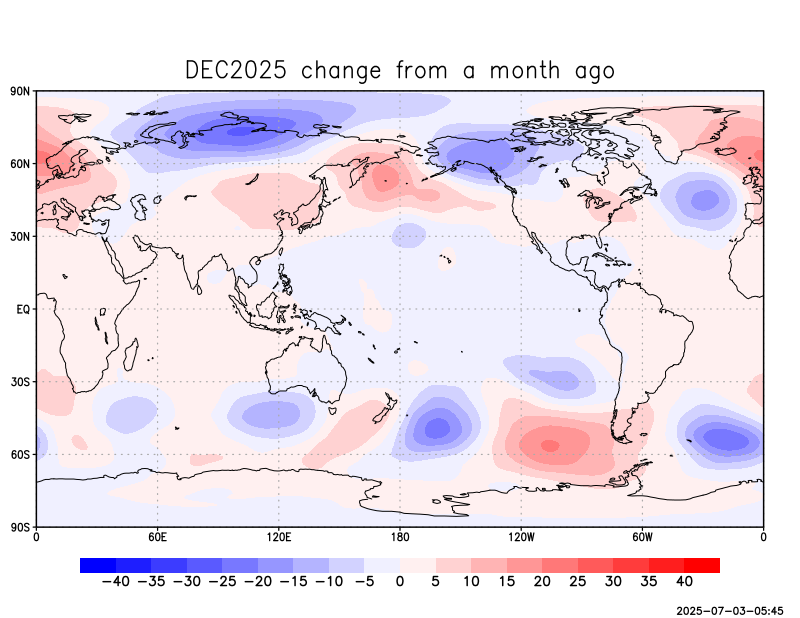 DEC2025 change from a month ago
90N
60N
30N
EQ
30S
60S
90S
0 60E 120E 180 120W 60W 0
−40 −35 −30 −25 −20 −15 −10 −5 0 5 10 15 20 25 30 35 40
2025-07-03-05:45